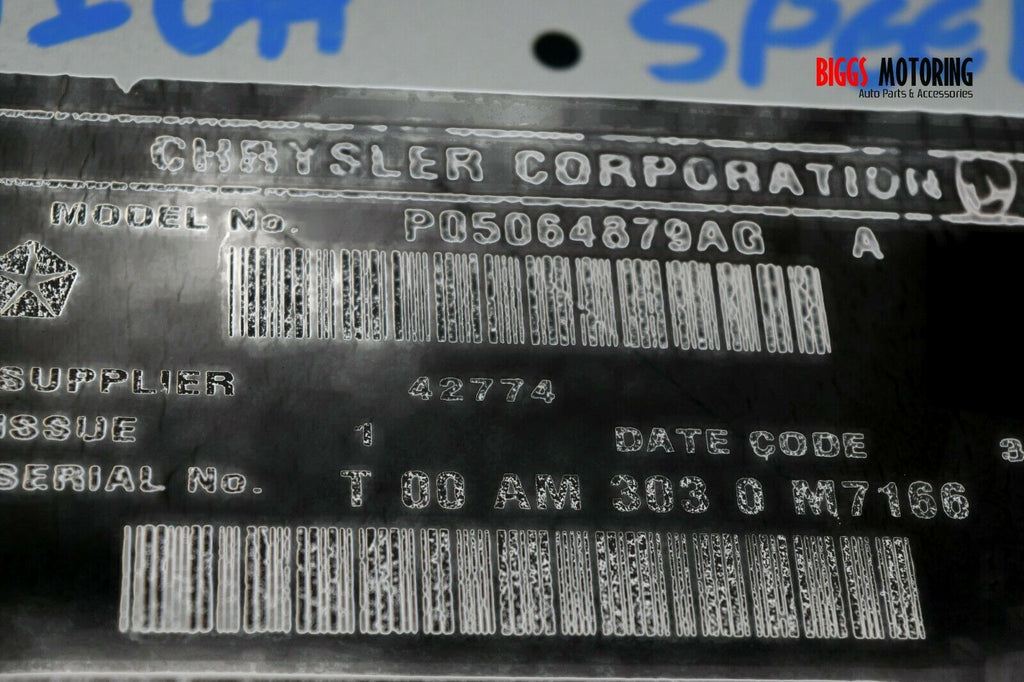 BIGGS MOTORING
Auto Parts & Accessories
CHRYSLER CORPORATION
MODEL No. P05064879AG A
SUPPLIER 42774
ISSUE 1 DATE CODE 3
SERIAL No. T 00 AM 303 0 M7166